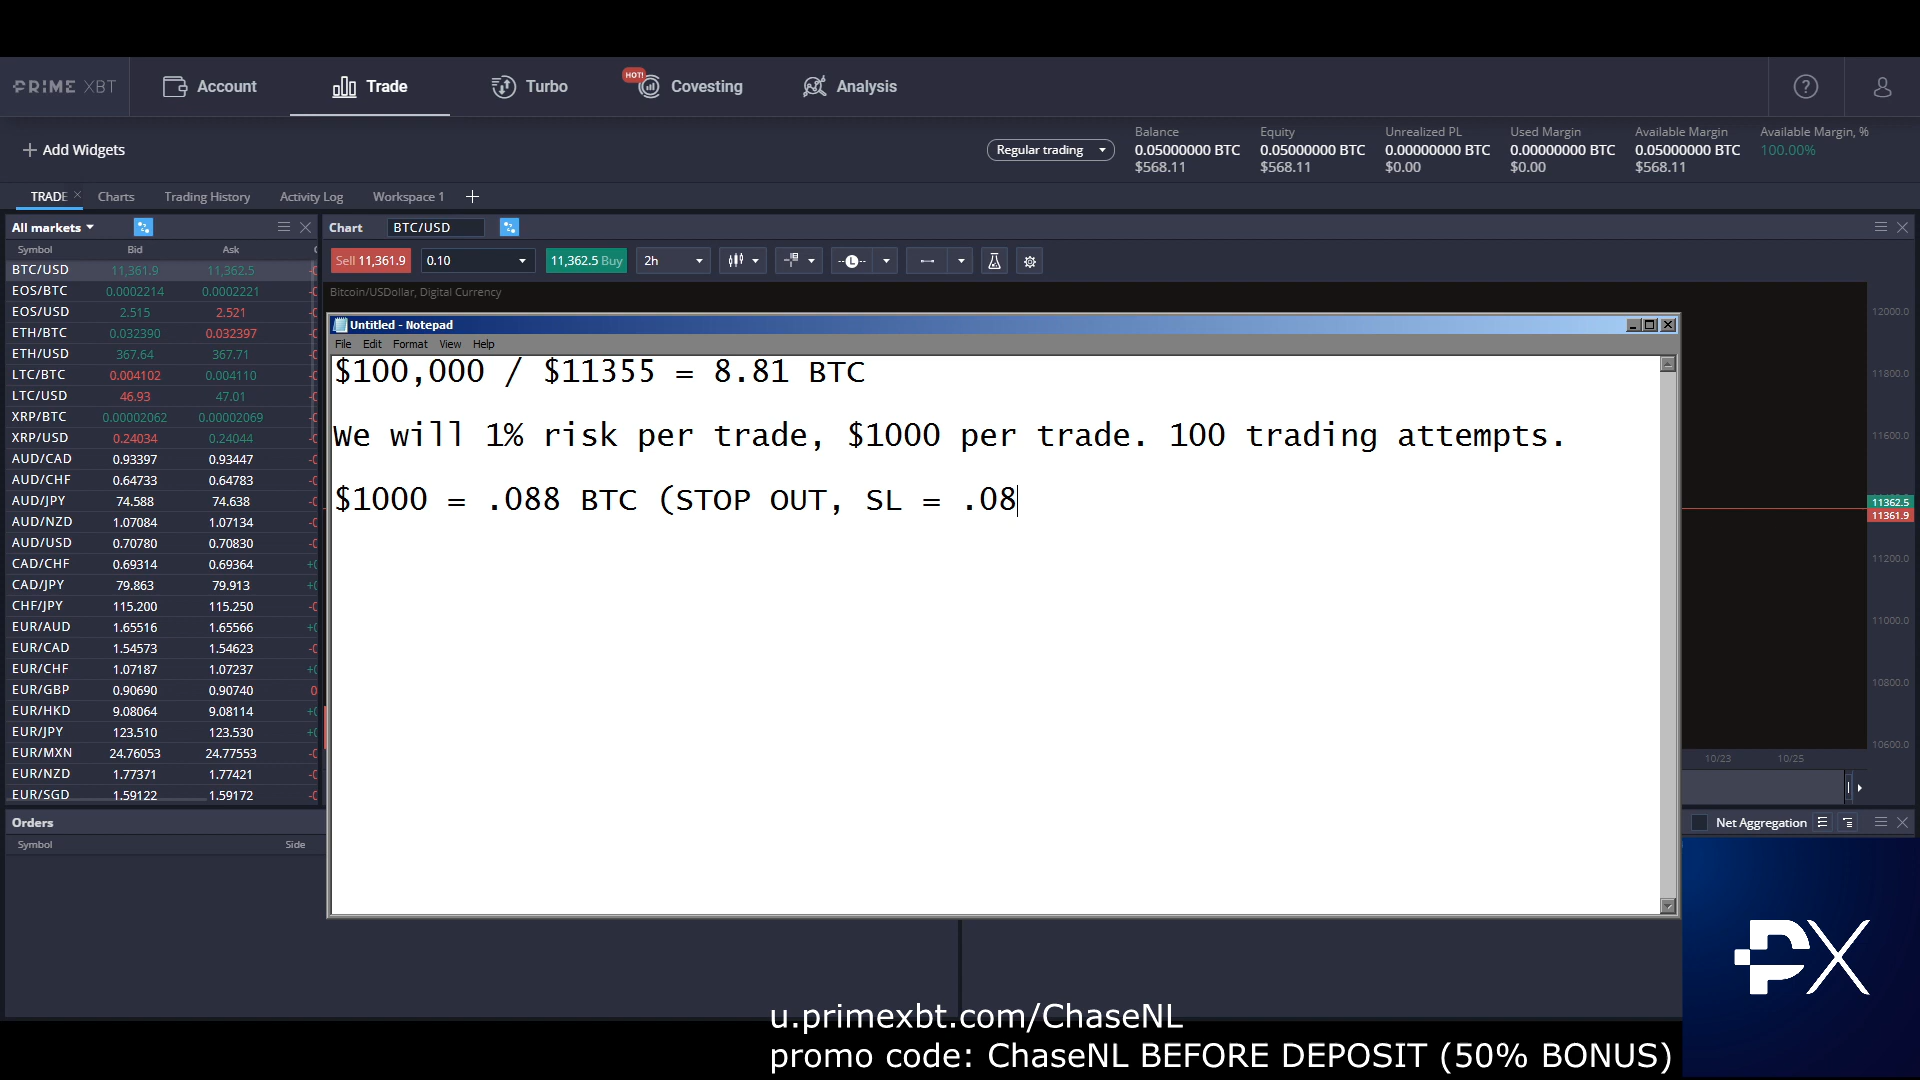 PRIME XBT
Account
Trade
Turbo
HOT!
Covesting
Analysis
?
Add Widgets
Regular trading
Balance
0.05000000 BTC
$568.11
Equity
0.05000000 BTC
$568.11
Unrealized PL
0.00000000 BTC
$0.00
Used Margin
0.00000000 BTC
$0.00
Available Margin
0.05000000 BTC
$568.11
Available Margin, %
100.00%
TRADE Charts Trading History Activity Log Workspace 1
All markets
Symbol Bid Ask
BTC/USD 11,361.9 11,362.5
EOS/BTC 0.0002214 0.0002221
EOS/USD 2.515 2.521
ETH/BTC 0.032390 0.032397
ETH/USD 367.64 367.71
LTC/BTC 0.004102 0.004110
LTC/USD 46.93 47.01
XRP/BTC 0.00002062 0.00002069
XRP/USD 0.24034 0.24044
AUD/CAD 0.93397 0.93447
AUD/CHF 0.64733 0.64783
AUD/JPY 74.588 74.638
AUD/NZD 1.07084 1.07134
AUD/USD 0.70780 0.70830
CAD/CHF 0.69314 0.69364
CAD/JPY 79.863 79.913
CHF/JPY 115.200 115.250
EUR/AUD 1.65516 1.65566
EUR/CAD 1.54573 1.54623
EUR/CHF 1.07187 1.07237
EUR/GBP 0.90690 0.90740
EUR/HKD 9.08064 9.08114
EUR/JPY 123.510 123.530
EUR/MXN 24.76053 24.77553
EUR/NZD 1.77371 1.77421
EUR/SGD 1.59122 1.59172
Chart BTC/USD
Sell 11,361.9 0.10 11,362.5 Buy 2h
Bitcoin/USDollar, Digital Currency
Untitled - Notepad
File Edit Format View Help
$100,000 / $11355 = 8.81 BTC
We will 1% risk per trade, $1000 per trade. 100 trading attempts.
$1000 = .088 BTC (STOP OUT, SL = .08
12000.0
11800.0
11600.0
11362.5
11361.9
11200.0
11000.0
10800.0
10600.0
10/23 10/25
Orders
Symbol Side
Net Aggregation
PX
u.primexbt.com/ChaseNL
promo code: ChaseNL BEFORE DEPOSIT (50% BONUS)